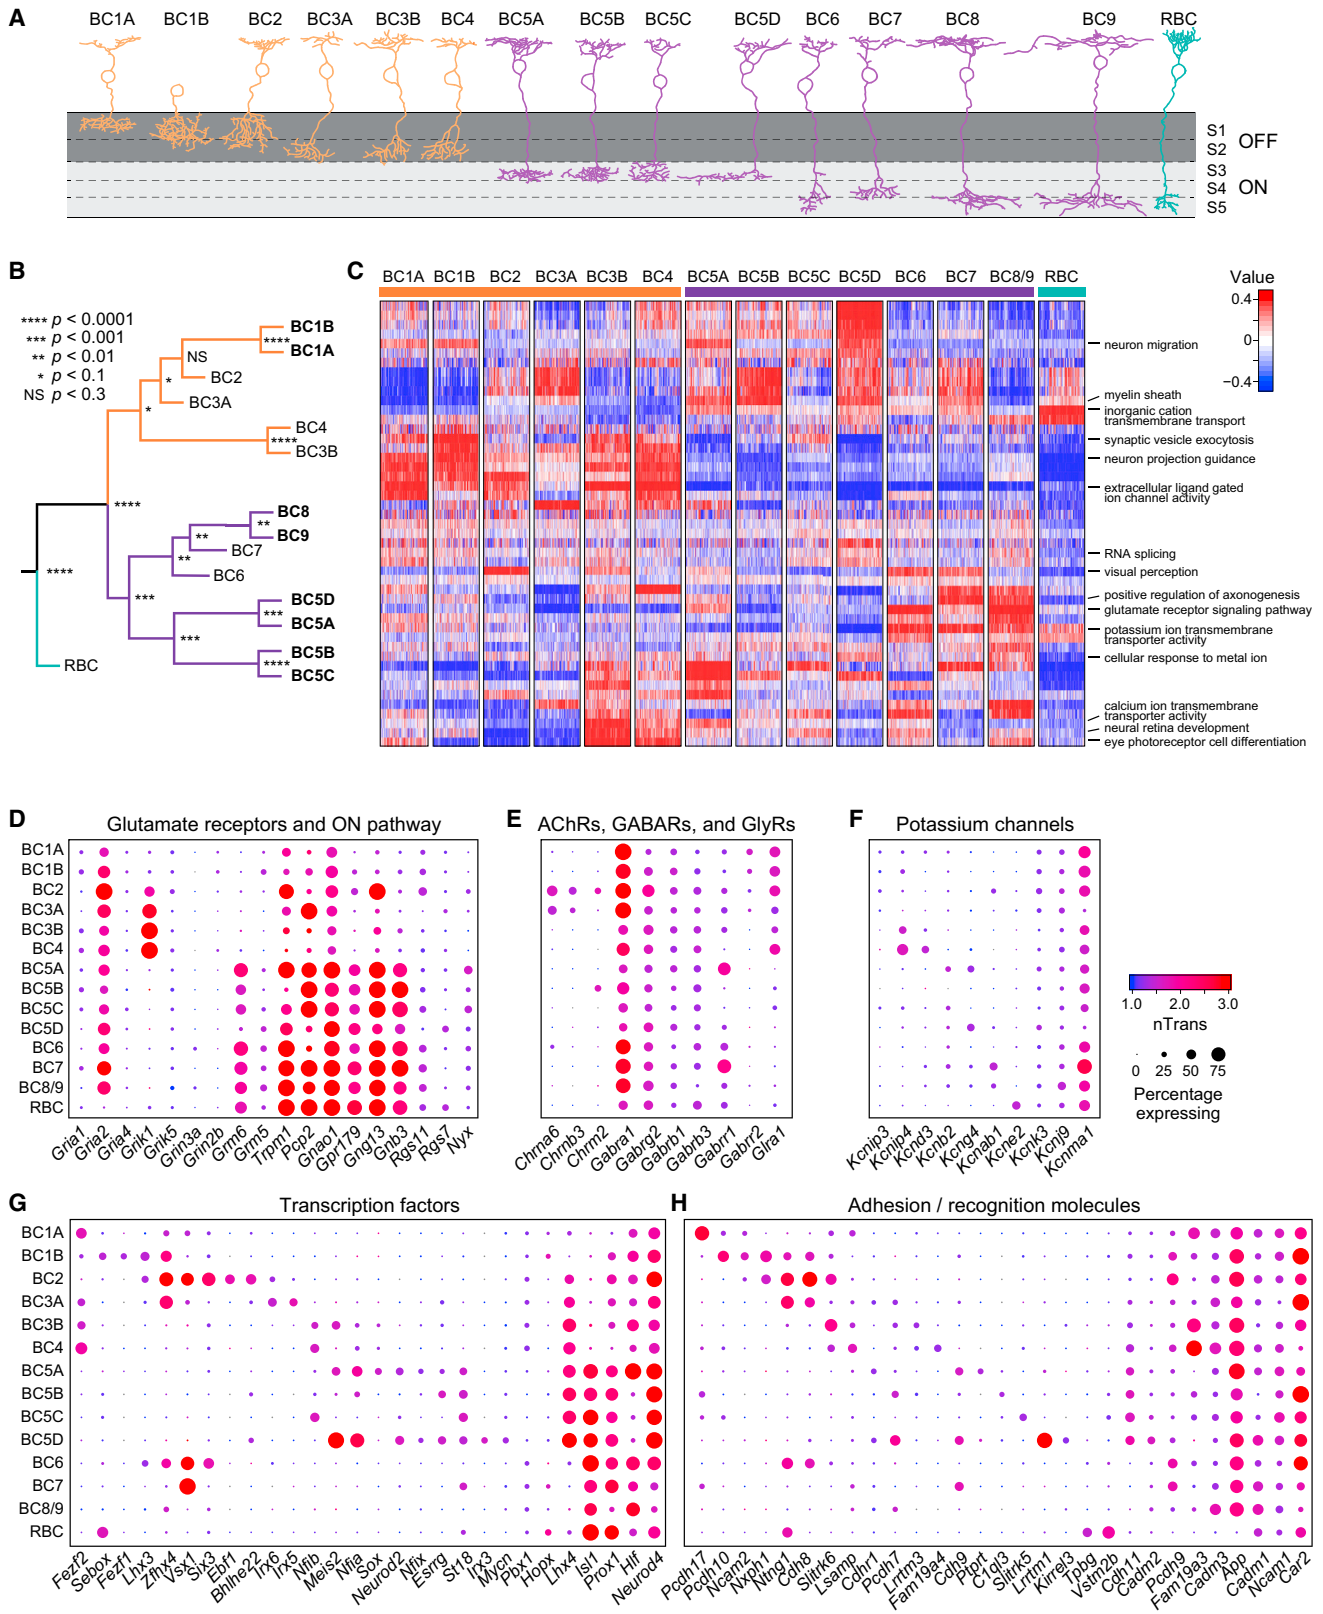 A
BC1A BC1B BC2 BC3A BC3B BC4 BC5A BC5B BC5C BC5D BC6 BC7 BC8 BC9 RBC
S1
S2
OFF
S3
S4
S5
ON
B
**** p < 0.0001
*** p < 0.001
** p < 0.01
* p < 0.1
NS p < 0.3
BC1B
****
BC1A
NS
BC2
*
BC3A
*
BC4
****
BC3B
****
BC8
**
BC9
**
BC7
**
BC6
****
***
BC5D
***
BC5A
***
BC5B
****
BC5C
RBC
C
BC1A BC1B BC2 BC3A BC3B BC4 BC5A BC5B BC5C BC5D BC6 BC7 BC8/9 RBC
Value
0.4
0
−0.4
neuron migration
myelin sheath
inorganic cation
transmembrane transport
synaptic vesicle exocytosis
neuron projection guidance
extracellular ligand gated
ion channel activity
RNA splicing
visual perception
positive regulation of axonogenesis
glutamate receptor signaling pathway
potassium ion transmembrane
transporter activity
cellular response to metal ion
calcium ion transmembrane
transporter activity
neural retina development
eye photoreceptor cell differentiation
D
Glutamate receptors and ON pathway
BC1A
BC1B
BC2
BC3A
BC3B
BC4
BC5A
BC5B
BC5C
BC5D
BC6
BC7
BC8/9
RBC
Gria1 Gria2 Gria4 Grik1 Grik5 Grin3a Grin2b Grm6 Grm5 Trpm1 Pcp2 Gnao1 Gpr179 Gng13 Gnb3 Rgs11 Rgs7 Nyx
E
AChRs, GABARs, and GlyRs
Chrna6 Chrnb3 Chrm2 Gabra1 Gabrg2 Gabrb1 Gabrb3 Gabrr1 Gabrr2 Glra1
F
Potassium channels
Kcnip3 Kcnip4 Kcnd3 Kcnb2 Kcng4 Kcnab1 Kcne2 Kcnk3 Kcnj9 Kcnma1
1.0 2.0 3.0
nTrans
0 25 50 75
Percentage
expressing
G
Transcription factors
BC1A
BC1B
BC2
BC3A
BC3B
BC4
BC5A
BC5B
BC5C
BC5D
BC6
BC7
BC8/9
RBC
Fezf2 Sebox Fezf1 Lhx3 Zfhx4 Vsx1 Six3 Ebf1 Bhlhe22 Irx6 Irx5 Nfib Meis2 Nfia Sox Neurod2 Nfix Esrrg St18 Irx3 Mycn Pbx1 Hopx Lhx4 Isl1 Prox1 Hlf Neurod4
H
Adhesion / recognition molecules
Pcdh17 Pcdh10 Ncam2 Nxph1 Ntng1 Cdh8 Slitrk6 Lsamp Cdhr1 Pcdh7 Lrrtm3 Fam19a4 Cdh9 Ptprt C1ql3 Slitrk5 Lrrtm1 Kirrel3 Tpbg Vstm2b Cdh11 Cadm2 Pcdh9 Fam19a3 Cadm3 App Cadm1 Ncam1 Car2